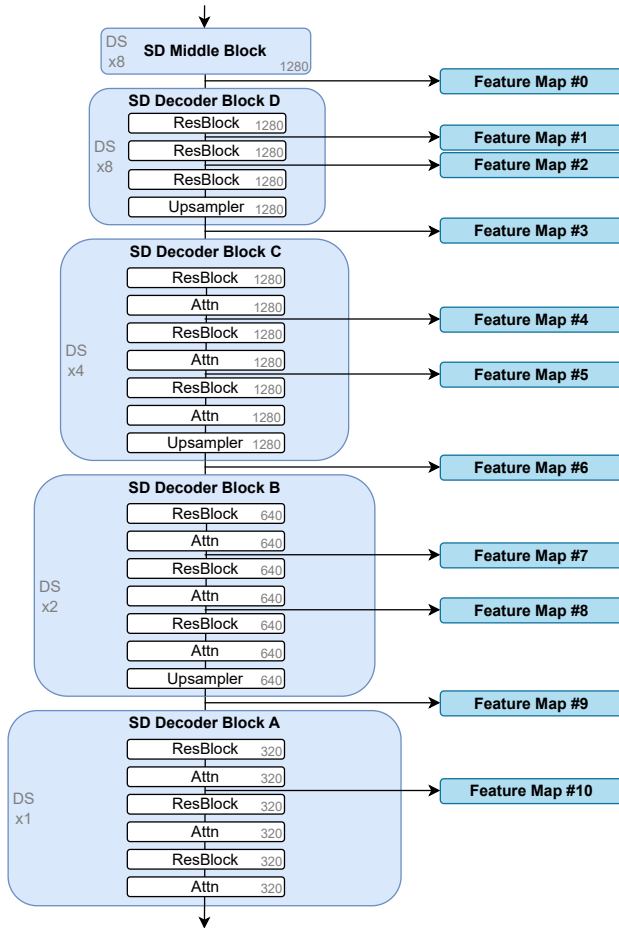 DS
x8
SD Middle Block
1280
Feature Map #0
SD Decoder Block D
DS
x8
ResBlock 1280
Feature Map #1
ResBlock 1280
Feature Map #2
ResBlock 1280
Upsampler 1280
Feature Map #3
SD Decoder Block C
DS
x4
ResBlock 1280
Attn 1280
Feature Map #4
ResBlock 1280
Attn 1280
Feature Map #5
ResBlock 1280
Attn 1280
Upsampler 1280
Feature Map #6
SD Decoder Block B
DS
x2
ResBlock 640
Attn 640
Feature Map #7
ResBlock 640
Attn 640
Feature Map #8
ResBlock 640
Attn 640
Upsampler 640
Feature Map #9
SD Decoder Block A
DS
x1
ResBlock 320
Attn 320
Feature Map #10
ResBlock 320
Attn 320
ResBlock 320
Attn 320